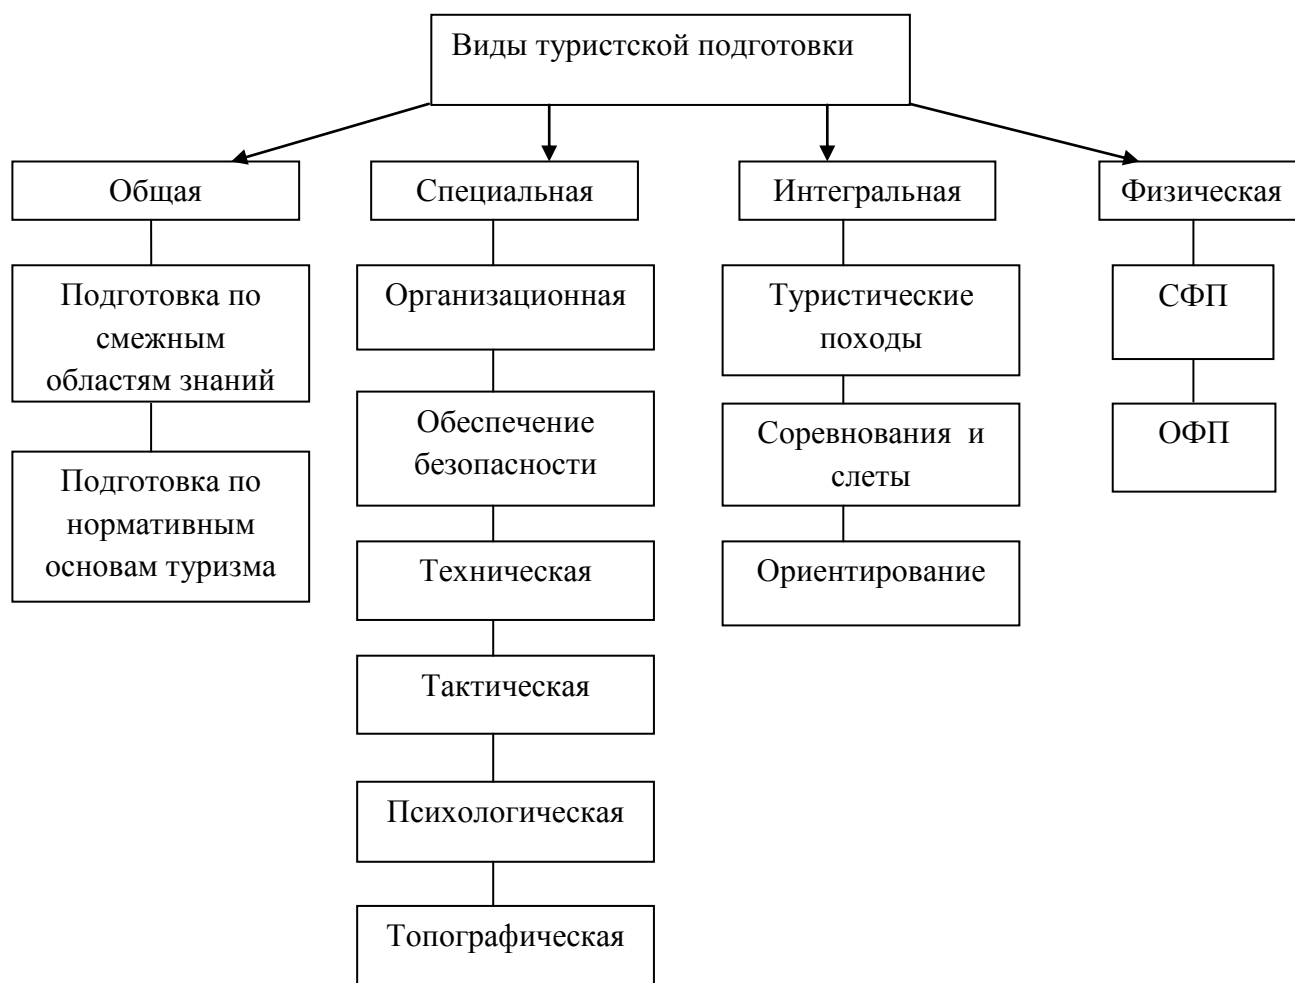 Виды туристской подготовки
Общая
Специальная
Интегральная
Физическая
Подготовка по
смежным
областям знаний
Подготовка по
нормативным
основам туризма
Организационная
Обеспечение
безопасности
Техническая
Тактическая
Психологическая
Топографическая
Туристические
походы
Соревнования и
слеты
Ориентирование
СФП
ОФП